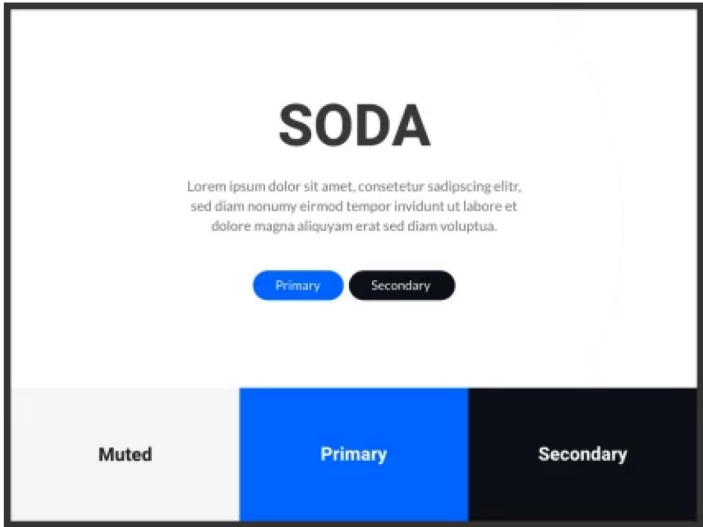 SODA
Lorem ipsum dolor sit amet, consetetur sadipscing elitr,
sed diam nonumy eirmod tempor invidunt ut labore et
dolore magna aliquyam erat sed diam voluptua.
Primary Secondary
Muted Primary Secondary